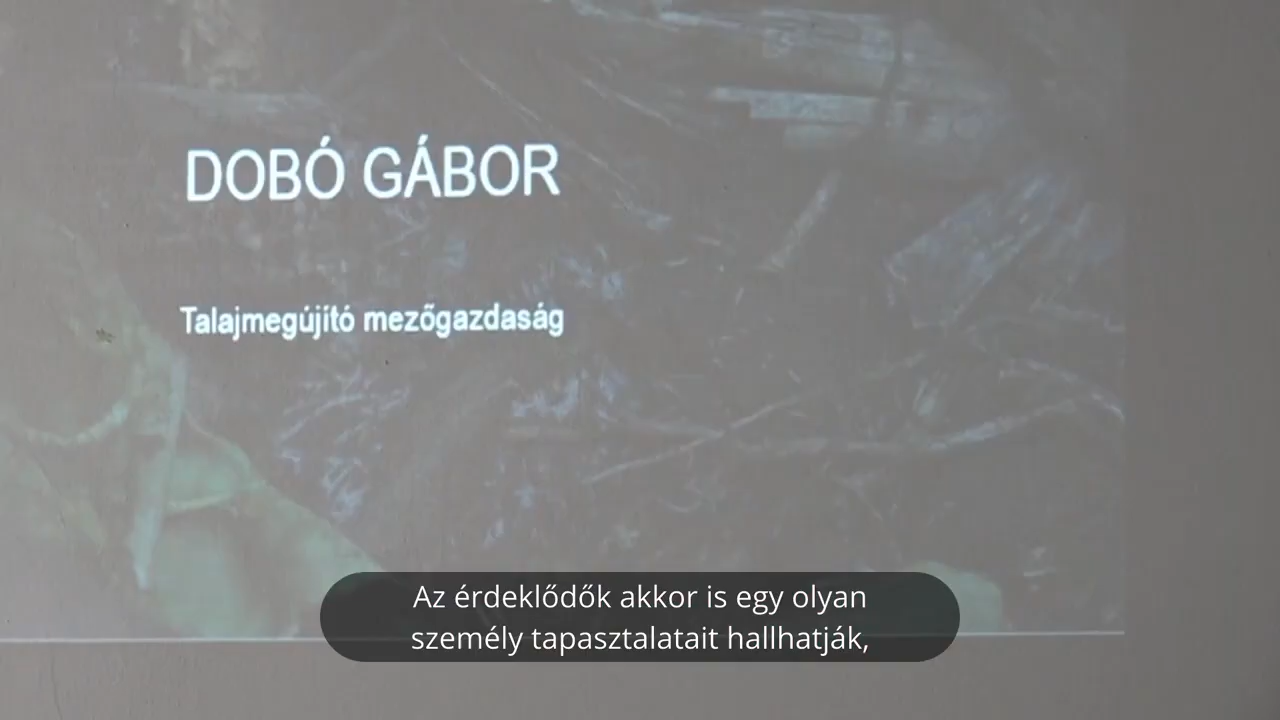 DOBÓ GÁBOR
Talajmegújító mezőgazdaság
Az érdeklődők akkor is egy olyan
személy tapasztalatait hallhatják,